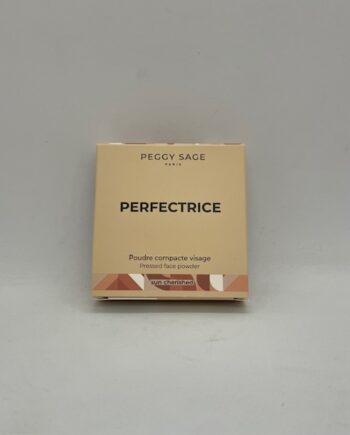 PEGGY SAGE
PARIS
PERFECTRICE
Poudre compacte visage
Pressed face powder
sun cherished